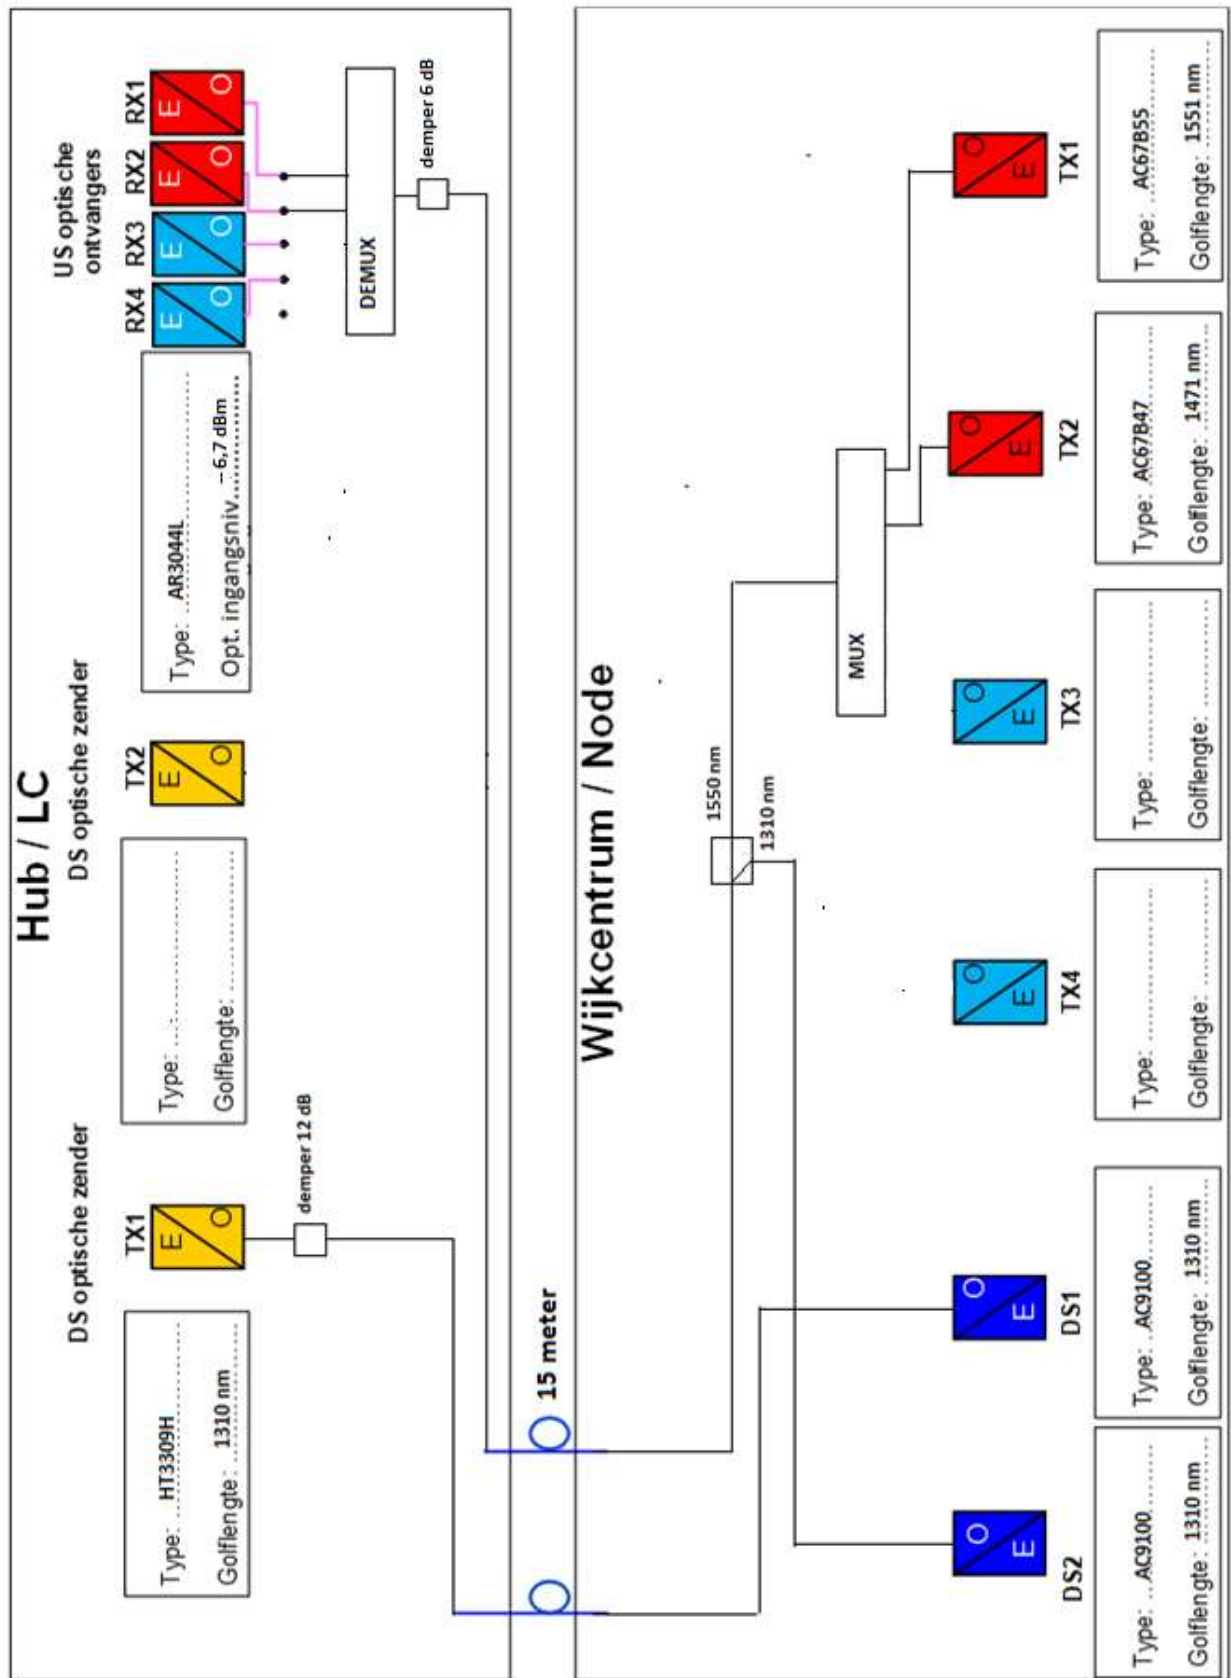 Hub / LC
DS optische zender
DS optische zender
US optische
ontvangers
TX1
TX2
RX4
RX3
RX2
RX1
E
O
E
O
E
O
E
O
E
O
E
O
Type: ...HT3309H
Golflengte: ...1310 nm
Type: ...
Golflengte: ...
Type: ...AR3044L
Opt. ingangsniv. -6,7 dBm
demper 12 dB
DEMUX
demper 6 dB
15 meter
Wijkcentrum / Node
1550 nm
1310 nm
MUX
O
E
O
E
O
E
O
E
O
E
O
E
DS2
DS1
TX4
TX3
TX2
TX1
Type: ...AC9100
Golflengte: 1310 nm
Type: ..AC9100
Golflengte: 1310 nm
Type: ...
Golflengte: ...
Type: ...
Golflengte: ...
Type: AC67B47
Golflengte: 1471 nm
Type: ..AC67B55
Golflengte: ..1551 nm